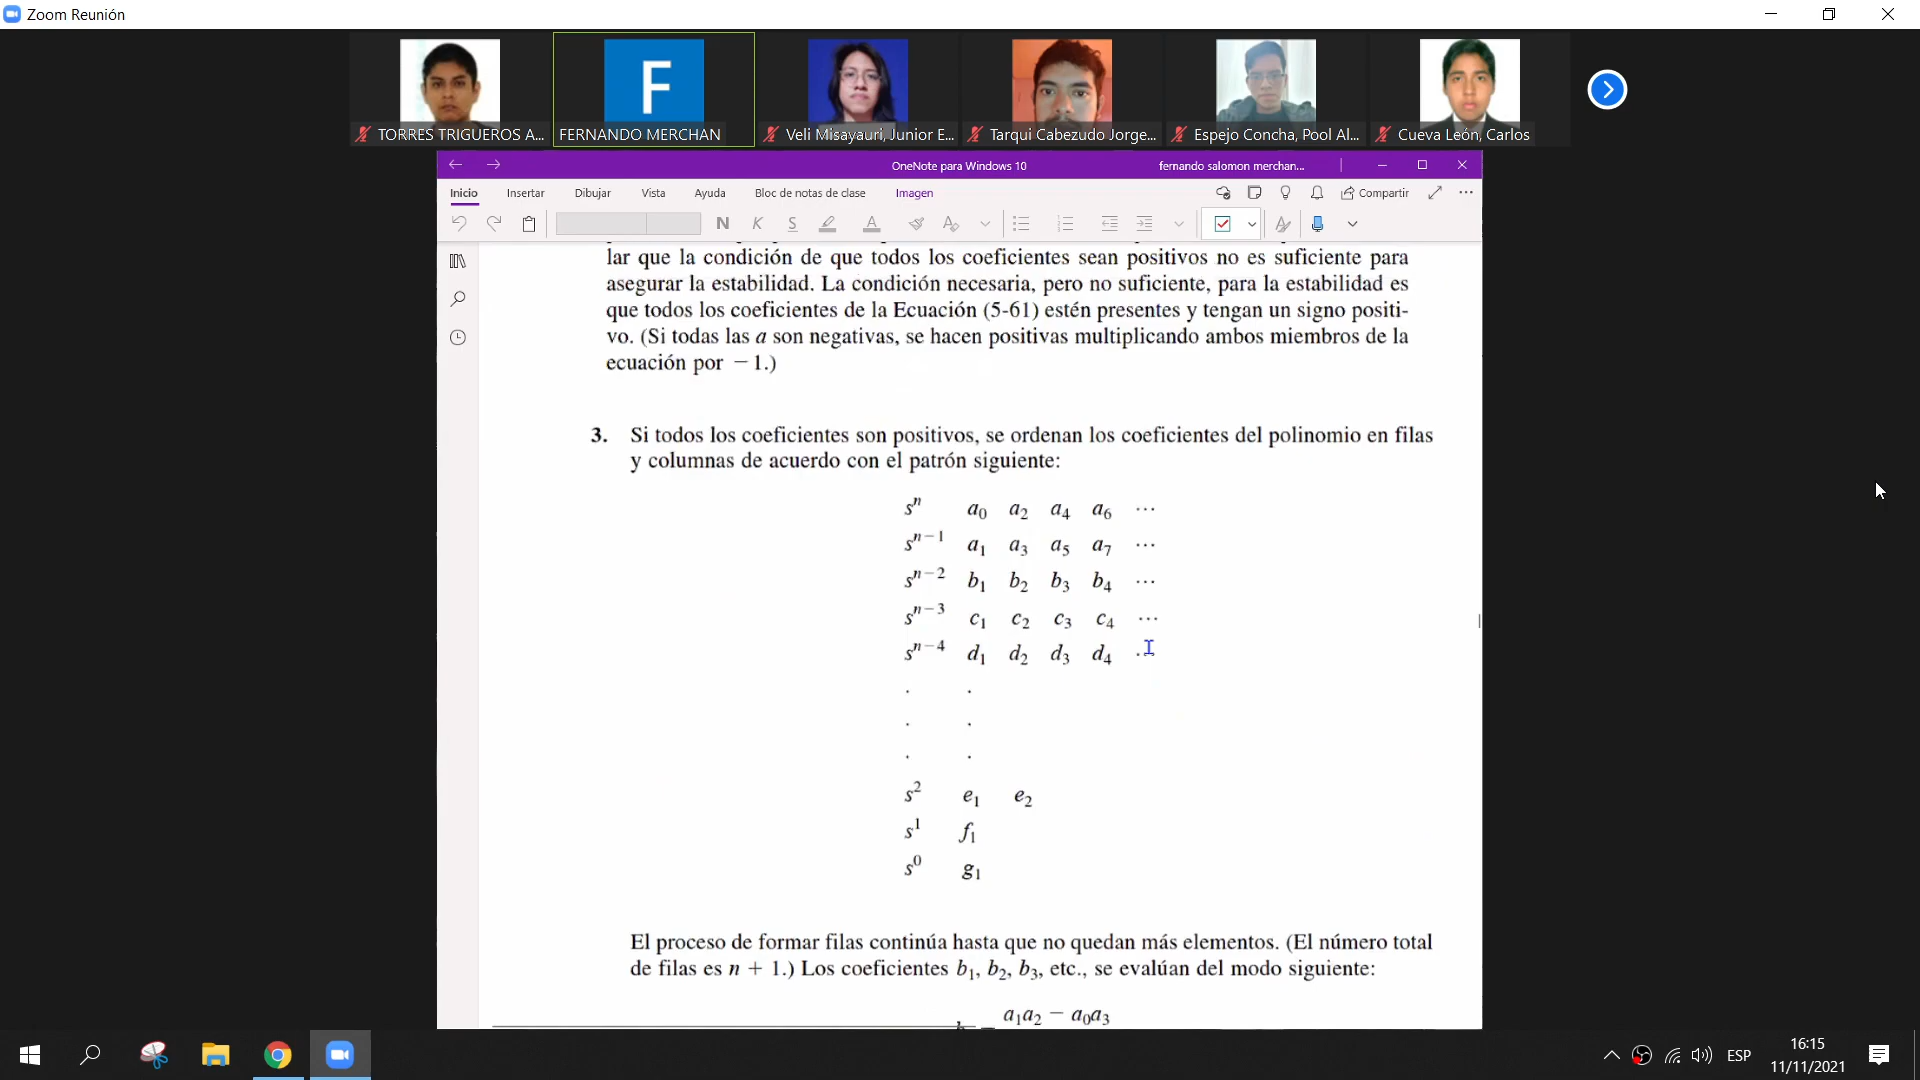 Zoom Reunión
F
TORRES TRIGUEROS A...
FERNANDO MERCHAN
Veli Misayauri, Junior E...
Tarqui Cabezudo Jorge...
Espejo Concha, Pool Al...
Cueva León, Carlos
OneNote para Windows 10
fernando salomon merchan...
Inicio Insertar Dibujar Vista Ayuda Bloc de notas de clase Imagen
Compartir
N K S A
lar que la condición de que todos los coeficientes sean positivos no es suficiente para
asegurar la estabilidad. La condición necesaria, pero no suficiente, para la estabilidad es
que todos los coeficientes de la Ecuación (5-61) estén presentes y tengan un signo positi-
vo. (Si todas las a son negativas, se hacen positivas multiplicando ambos miembros de la
ecuación por −1.)
3. Si todos los coeficientes son positivos, se ordenan los coeficientes del polinomio en filas
y columnas de acuerdo con el patrón siguiente:
sⁿ a₀ a₂ a₄ a₆ ···
sⁿ⁻¹ a₁ a₃ a₅ a₇ ···
sⁿ⁻² b₁ b₂ b₃ b₄ ···
sⁿ⁻³ c₁ c₂ c₃ c₄ ···
sⁿ⁻⁴ d₁ d₂ d₃ d₄
. .
. .
. .
s² e₁ e₂
s¹ f₁
s⁰ g₁
El proceso de formar filas continúa hasta que no quedan más elementos. (El número total
de filas es n + 1.) Los coeficientes b₁, b₂, b₃, etc., se evalúan del modo siguiente:
a₁a₂ − a₀a₃
ESP
16:15
11/11/2021